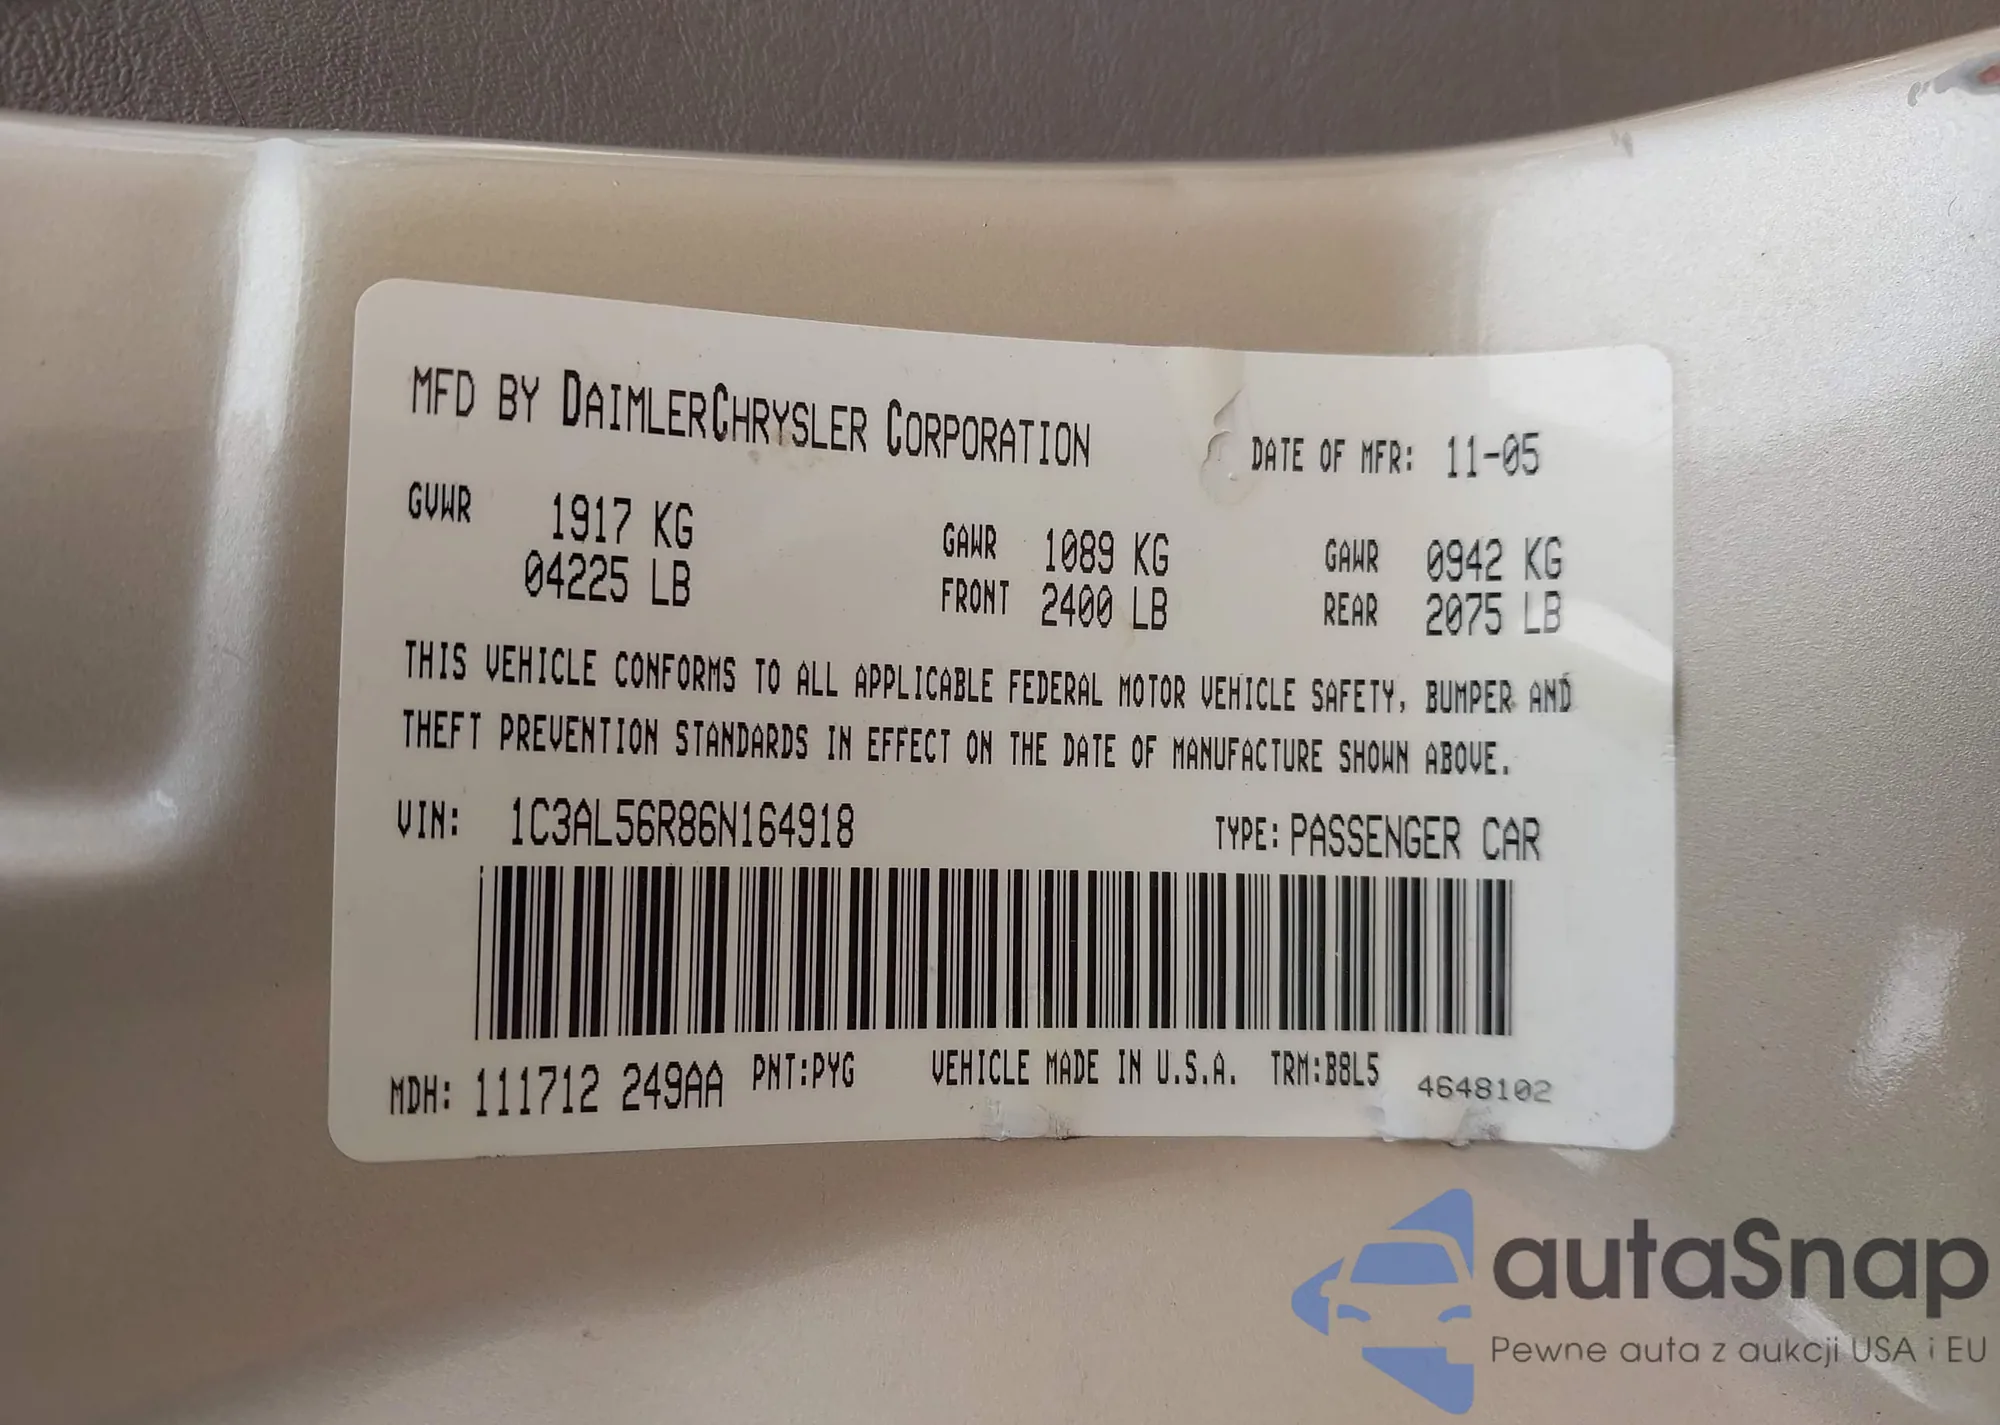 MFD BY DAIMLERCHRYSLER CORPORATION
DATE OF MFR: 11-05
GVWR 1917 KG
04225 LB
GAWR 1089 KG
FRONT 2400 LB
GAWR 0942 KG
REAR 2075 LB
THIS VEHICLE CONFORMS TO ALL APPLICABLE FEDERAL MOTOR VEHICLE SAFETY, BUMPER AND
THEFT PREVENTION STANDARDS IN EFFECT ON THE DATE OF MANUFACTURE SHOWN ABOVE.
VIN: 1C3AL56R86N164918
TYPE: PASSENGER CAR
MDH: 111712 249AA PNT:PYG VEHICLE MADE IN U.S.A. TRM:B8L5 4648102
autaSnap
Pewne auta z aukcji USA i EU